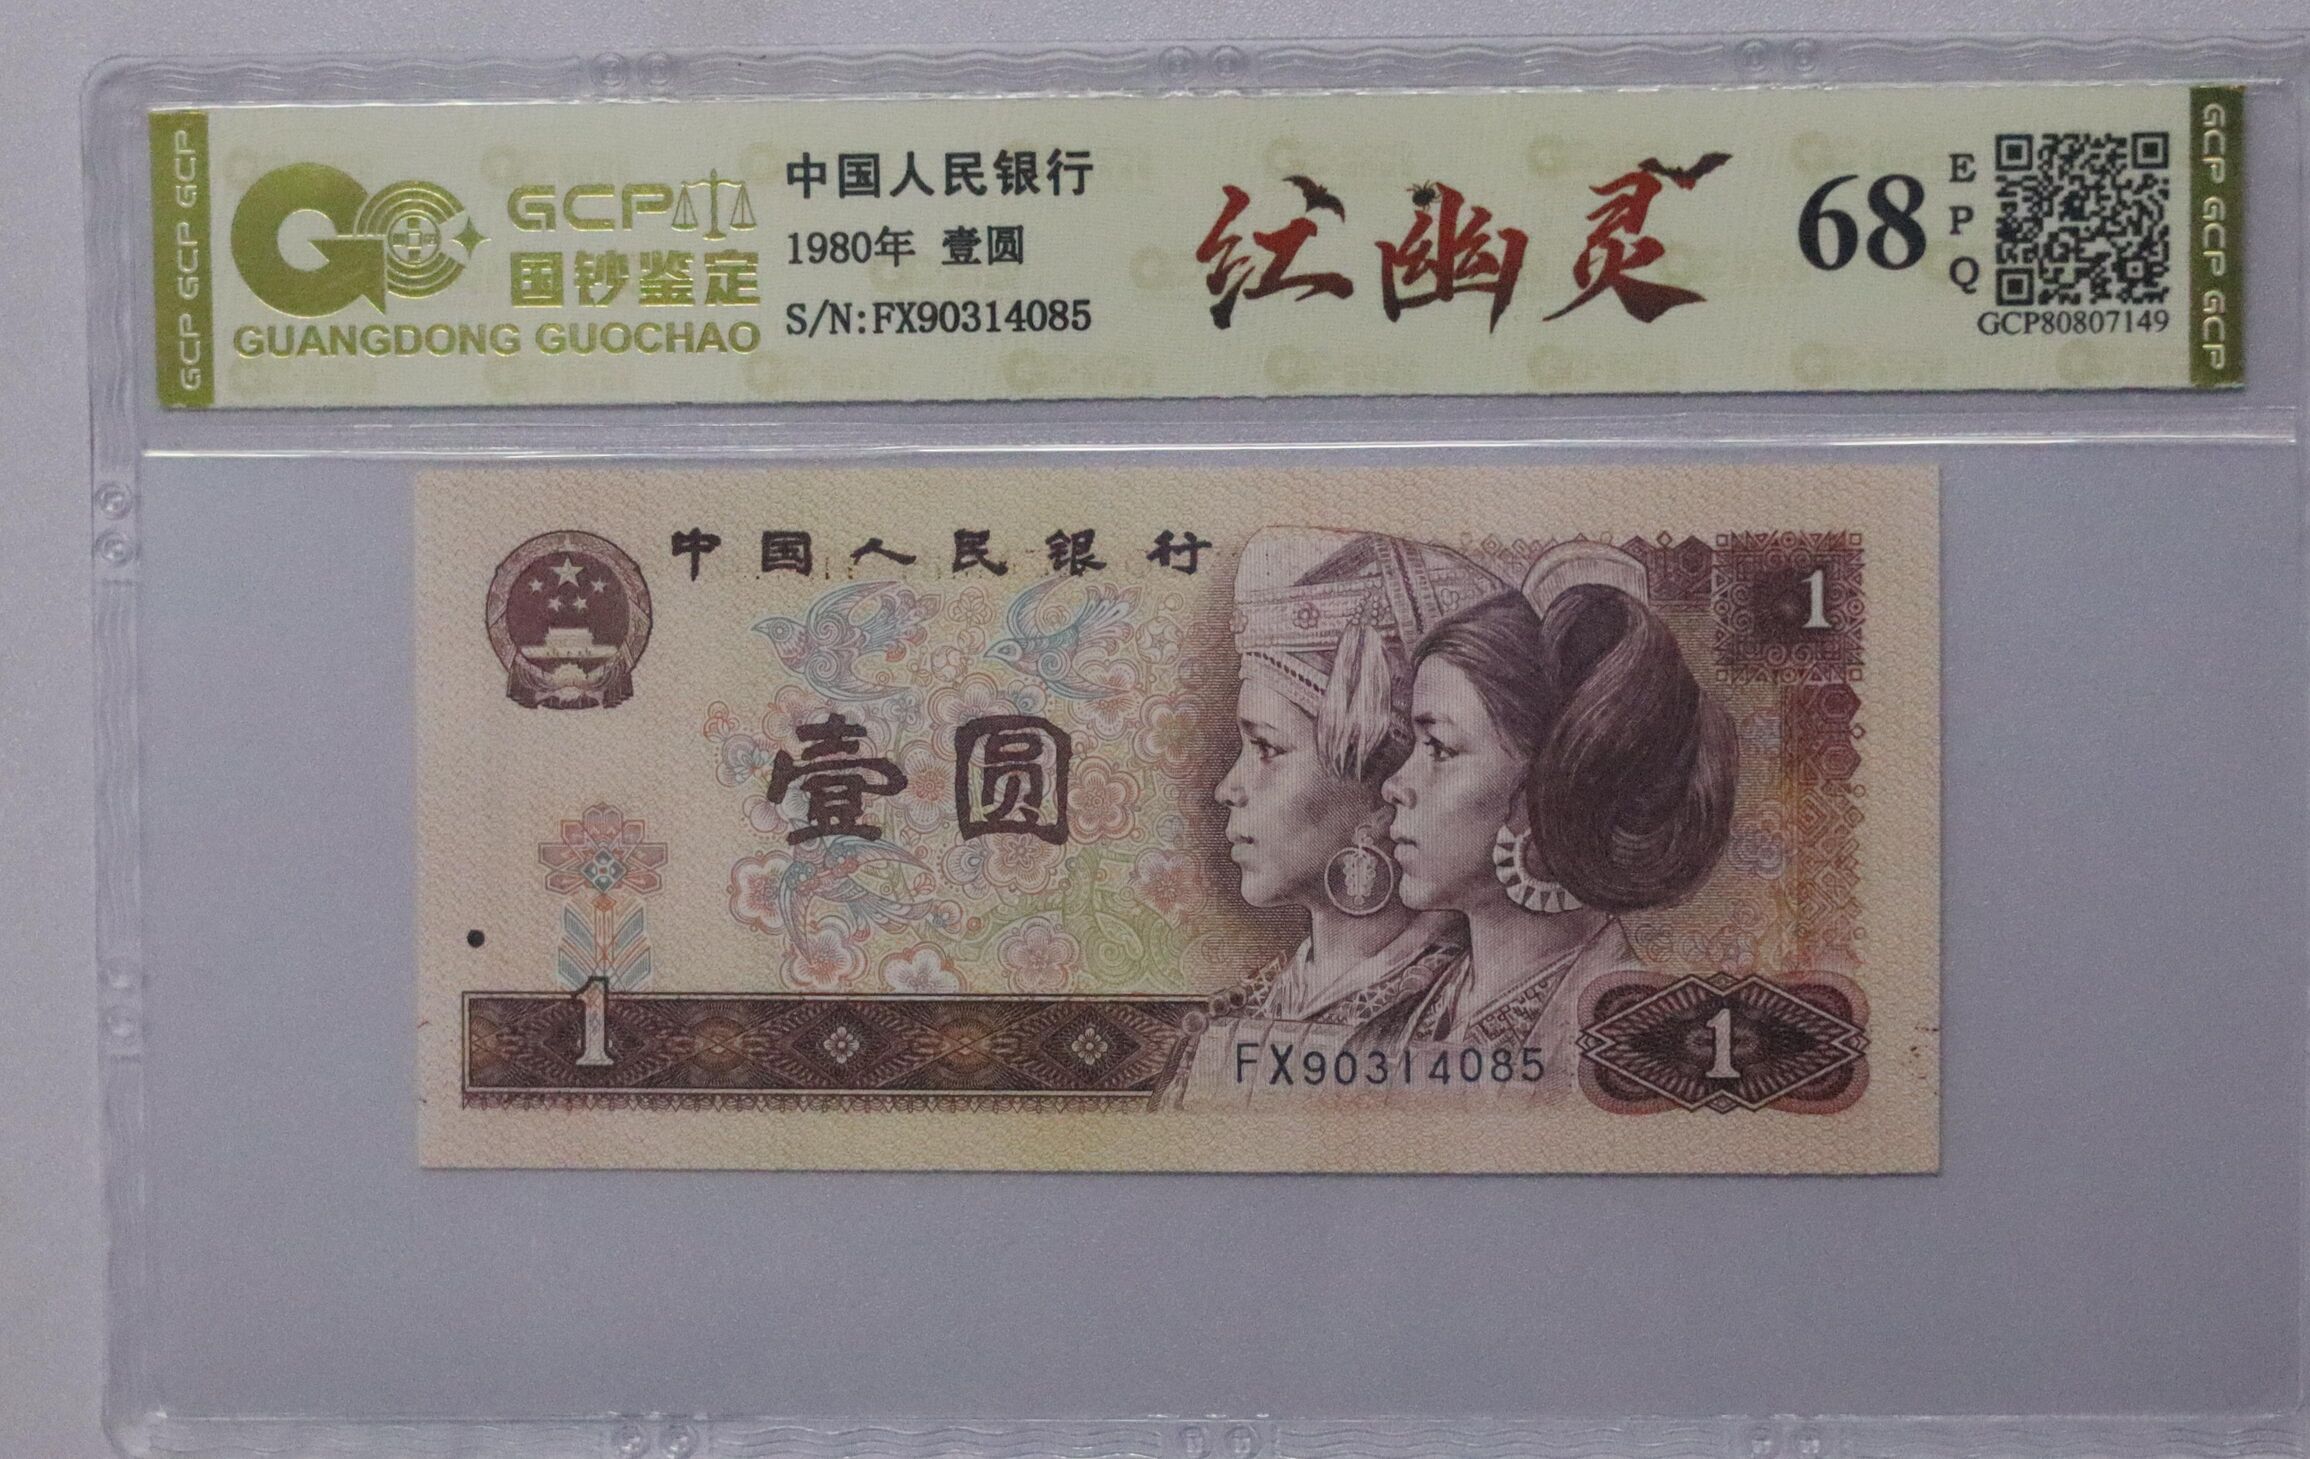 GCP GCP GCP
GCP
国钞鉴定
GUANGDONG GUOCHAO
中国人民银行
1980年 壹圆
S/N:FX90314085
红幽灵
68
EPQ
GCP80807149
GCP GCP GCP
中国人民银行
1
壹圆
1
FX90314085
1